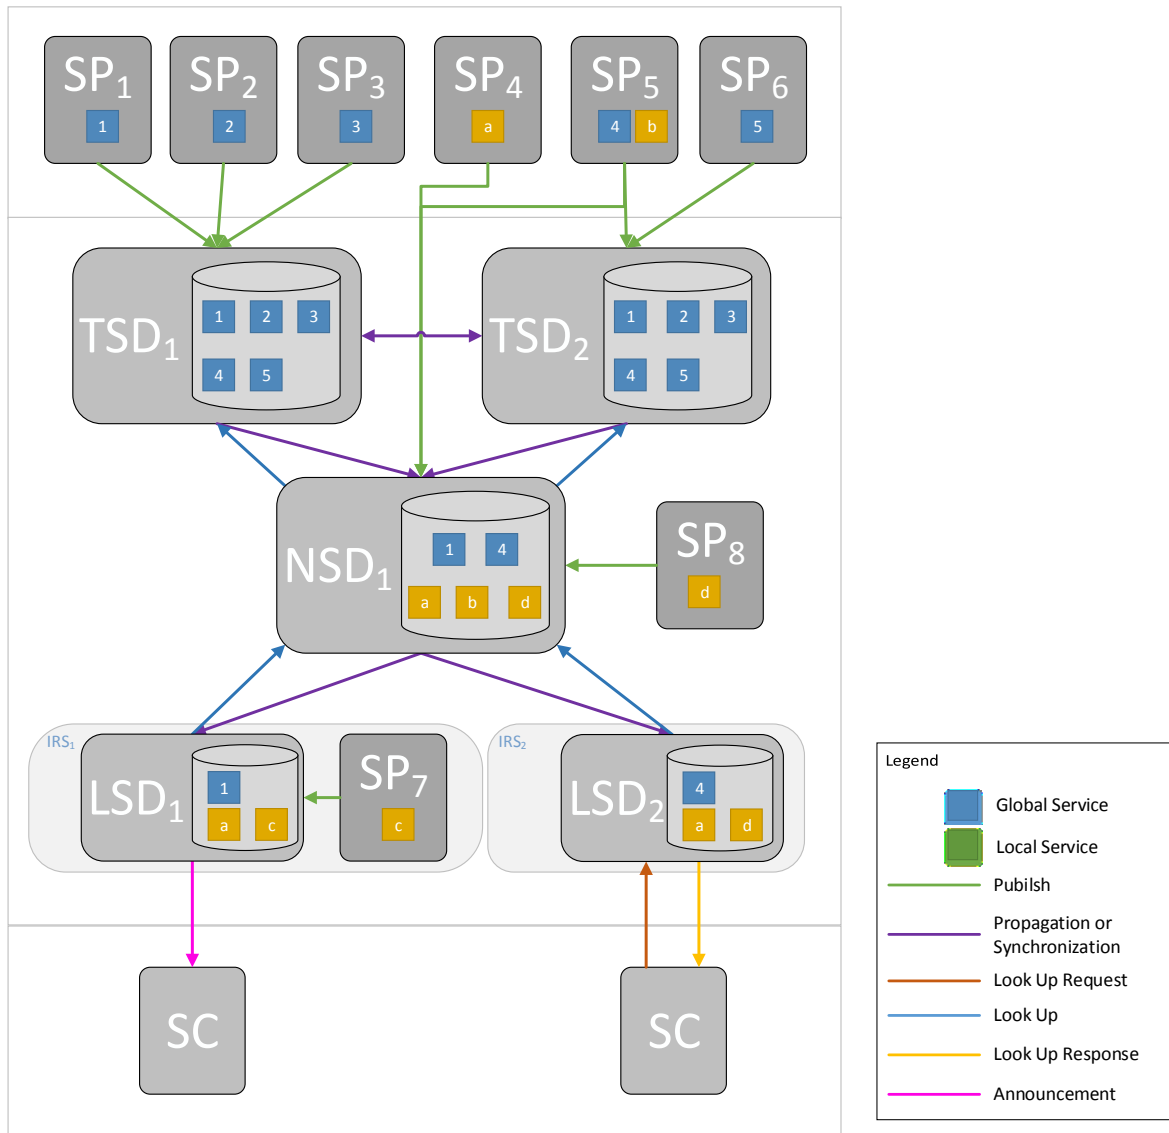 SP1 SP2 SP3 SP4 SP5 SP6
1 2 3 a 4 b 5
TSD1
1 2 3
4 5
TSD2
1 2 3
4 5
NSD1
1 4
a b d
SP8
d
IRS1
LSD1
1
a c
SP7
c
IRS2
LSD2
4
a d
SC
SC
Legend
Global Service
Local Service
Pubilsh
Propagation or
Synchronization
Look Up Request
Look Up
Look Up Response
Announcement